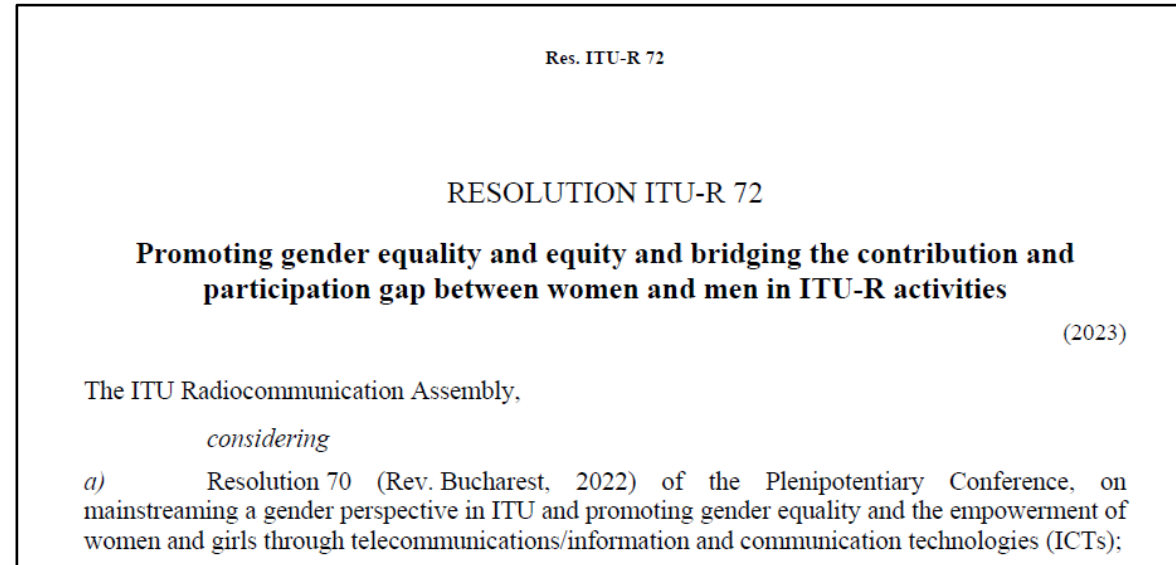 Res. ITU-R 72
RESOLUTION ITU-R 72
Promoting gender equality and equity and bridging the contribution and
participation gap between women and men in ITU-R activities
(2023)
The ITU Radiocommunication Assembly,
considering
a) Resolution 70 (Rev. Bucharest, 2022) of the Plenipotentiary Conference, on
mainstreaming a gender perspective in ITU and promoting gender equality and the empowerment of
women and girls through telecommunications/information and communication technologies (ICTs);